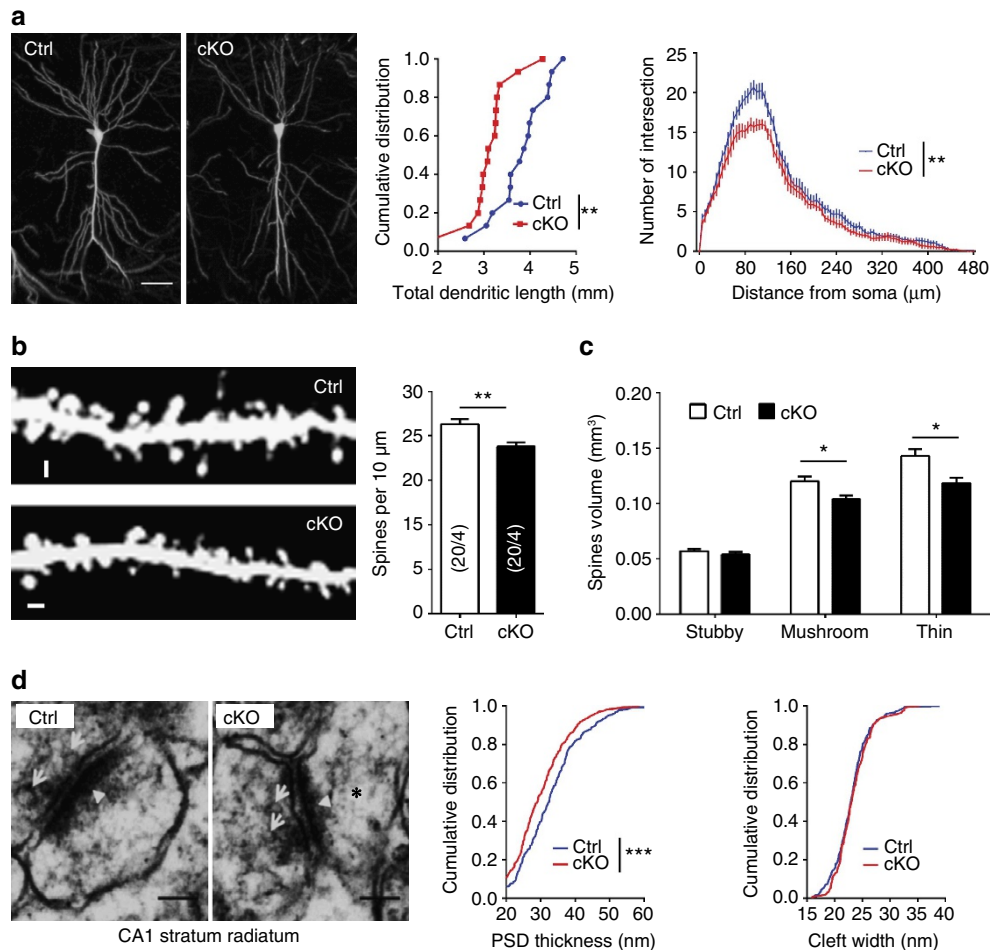 a
Ctrl
cKO
Cumulative distribution
1.0
0.8
0.6
0.4
0.2
0.0
2 3 4 5
Total dendritic length (mm)
Ctrl
cKO
**
Number of intersection
25
20
15
10
5
0
0 80 160 240 320 400 480
Distance from soma (μm)
Ctrl
cKO
**
b
Ctrl
cKO
Spines per 10 μm
30
25
20
15
10
5
0
**
(20/4)
(20/4)
Ctrl cKO
c
Spines volume (mm³)
0.20
0.15
0.10
0.05
0.00
Ctrl cKO
*
*
Stubby Mushroom Thin
d
Ctrl
cKO
*
CA1 stratum radiatum
Cumulative distribution
1.0
0.8
0.6
0.4
0.2
0.0
20 30 40 50 60
PSD thickness (nm)
Ctrl
cKO
***
Cumulative distribution
1.0
0.8
0.6
0.4
0.2
0.0
15 20 25 30 35 40
Cleft width (nm)
Ctrl
cKO